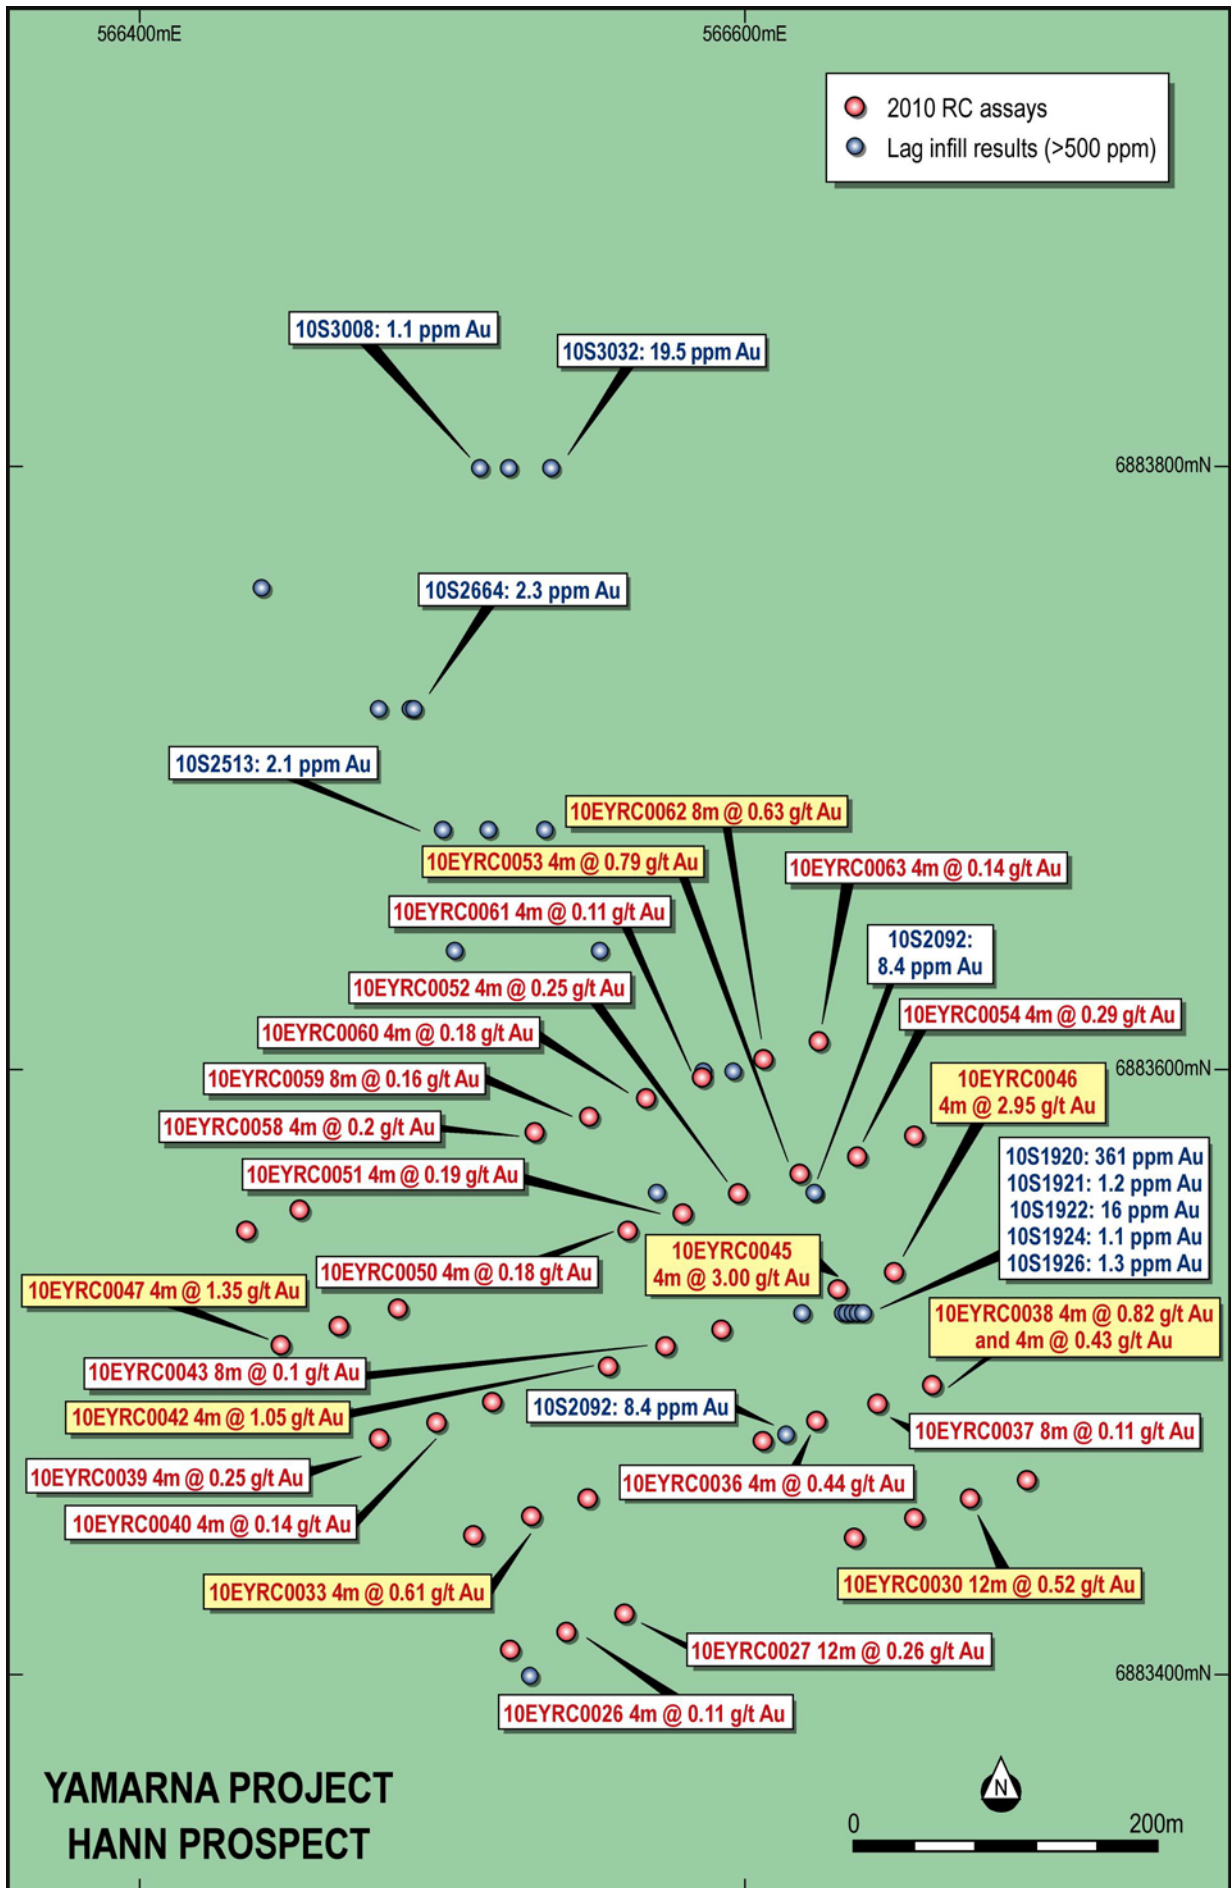 566400mE
566600mE
2010 RC assays
Lag infill results (>500 ppm)
10S3008: 1.1 ppm Au
10S3032: 19.5 ppm Au
6883800mN
10S2664: 2.3 ppm Au
10S2513: 2.1 ppm Au
10EYRC0062 8m @ 0.63 g/t Au
10EYRC0053 4m @ 0.79 g/t Au
10EYRC0063 4m @ 0.14 g/t Au
10EYRC0061 4m @ 0.11 g/t Au
10S2092:
8.4 ppm Au
10EYRC0052 4m @ 0.25 g/t Au
10EYRC0054 4m @ 0.29 g/t Au
10EYRC0060 4m @ 0.18 g/t Au
6883600mN
10EYRC0059 8m @ 0.16 g/t Au
10EYRC0046
4m @ 2.95 g/t Au
10EYRC0058 4m @ 0.2 g/t Au
10EYRC0051 4m @ 0.19 g/t Au
10S1920: 361 ppm Au
10S1921: 1.2 ppm Au
10S1922: 16 ppm Au
10S1924: 1.1 ppm Au
10S1926: 1.3 ppm Au
10EYRC0045
4m @ 3.00 g/t Au
10EYRC0050 4m @ 0.18 g/t Au
10EYRC0047 4m @ 1.35 g/t Au
10EYRC0038 4m @ 0.82 g/t Au
and 4m @ 0.43 g/t Au
10EYRC0043 8m @ 0.1 g/t Au
10S2092: 8.4 ppm Au
10EYRC0042 4m @ 1.05 g/t Au
10EYRC0037 8m @ 0.11 g/t Au
10EYRC0039 4m @ 0.25 g/t Au
10EYRC0036 4m @ 0.44 g/t Au
10EYRC0040 4m @ 0.14 g/t Au
10EYRC0033 4m @ 0.61 g/t Au
10EYRC0030 12m @ 0.52 g/t Au
10EYRC0027 12m @ 0.26 g/t Au
6883400mN
10EYRC0026 4m @ 0.11 g/t Au
YAMARNA PROJECT
HANN PROSPECT
N
0
200m